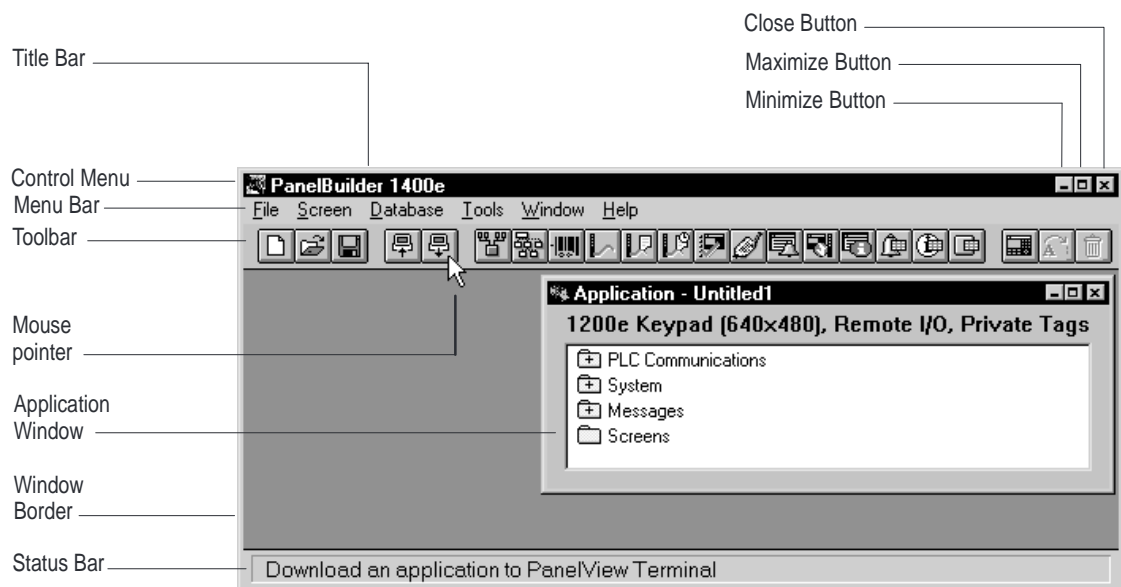 Close Button
Title Bar
Maximize Button
Minimize Button
Control Menu
PanelBuilder 1400e
Menu Bar
File Screen Database Tools Window Help
Toolbar
Application - Untitled1
1200e Keypad (640x480), Remote I/O, Private Tags
Mouse
pointer
PLC Communications
System
Messages
Screens
Application
Window
Window
Border
Status Bar
Download an application to PanelView Terminal